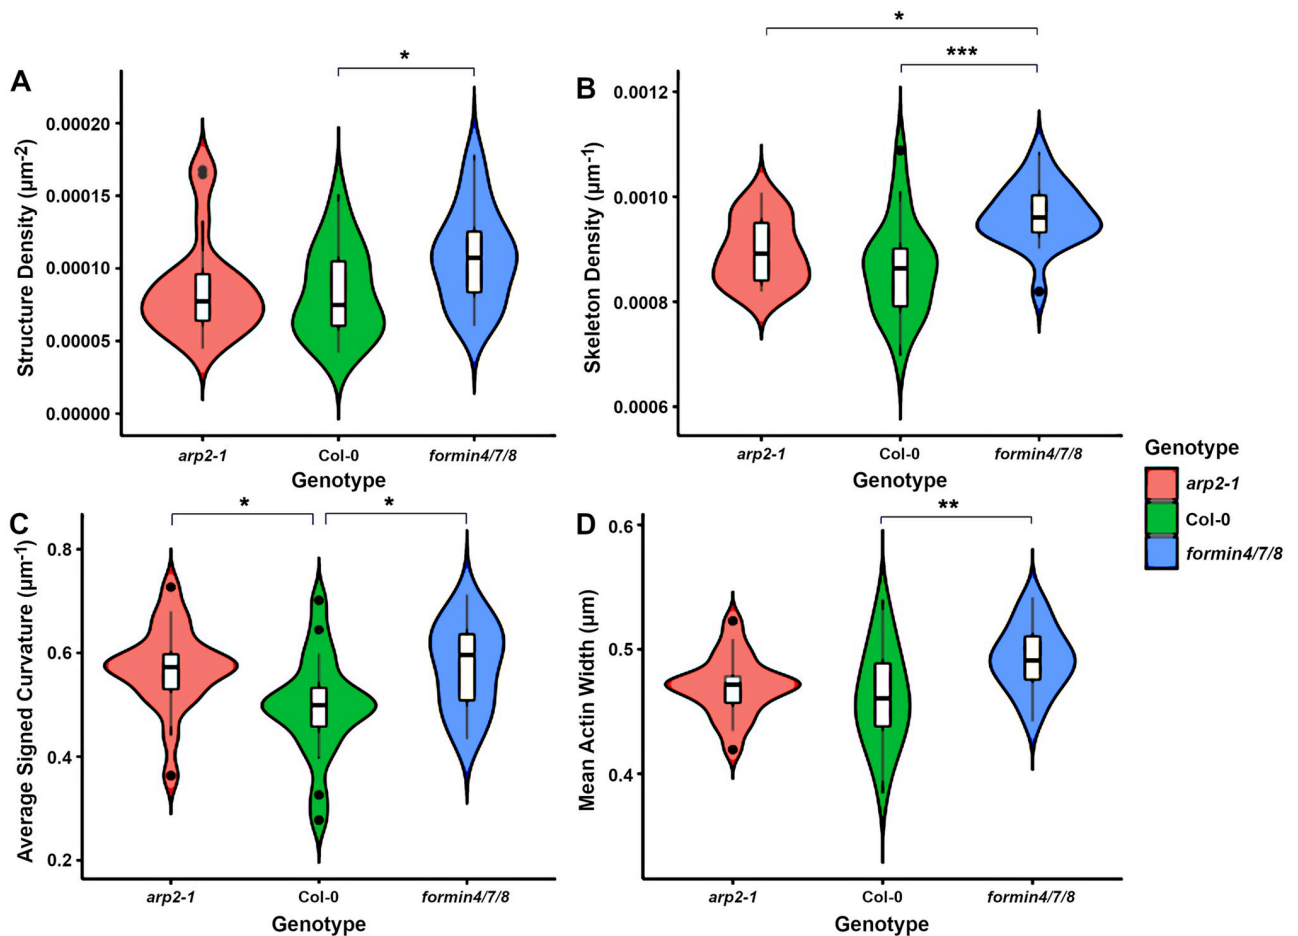 *
***
*
A
B
Structure Density (µm⁻²)
0.00020
0.00015
0.00010
0.00005
0.00000
arp2-1
Col-0
formin4/7/8
Genotype
Skeleton Density (µm⁻¹)
0.0012
0.0010
0.0008
0.0006
arp2-1
Col-0
formin4/7/8
Genotype
Genotype
arp2-1
Col-0
formin4/7/8
C
*
*
Average Signed Curvature (µm⁻¹)
0.8
0.6
0.4
0.2
arp2-1
Col-0
formin4/7/8
Genotype
D
**
Mean Actin Width (µm)
0.6
0.5
0.4
arp2-1
Col-0
formin4/7/8
Genotype